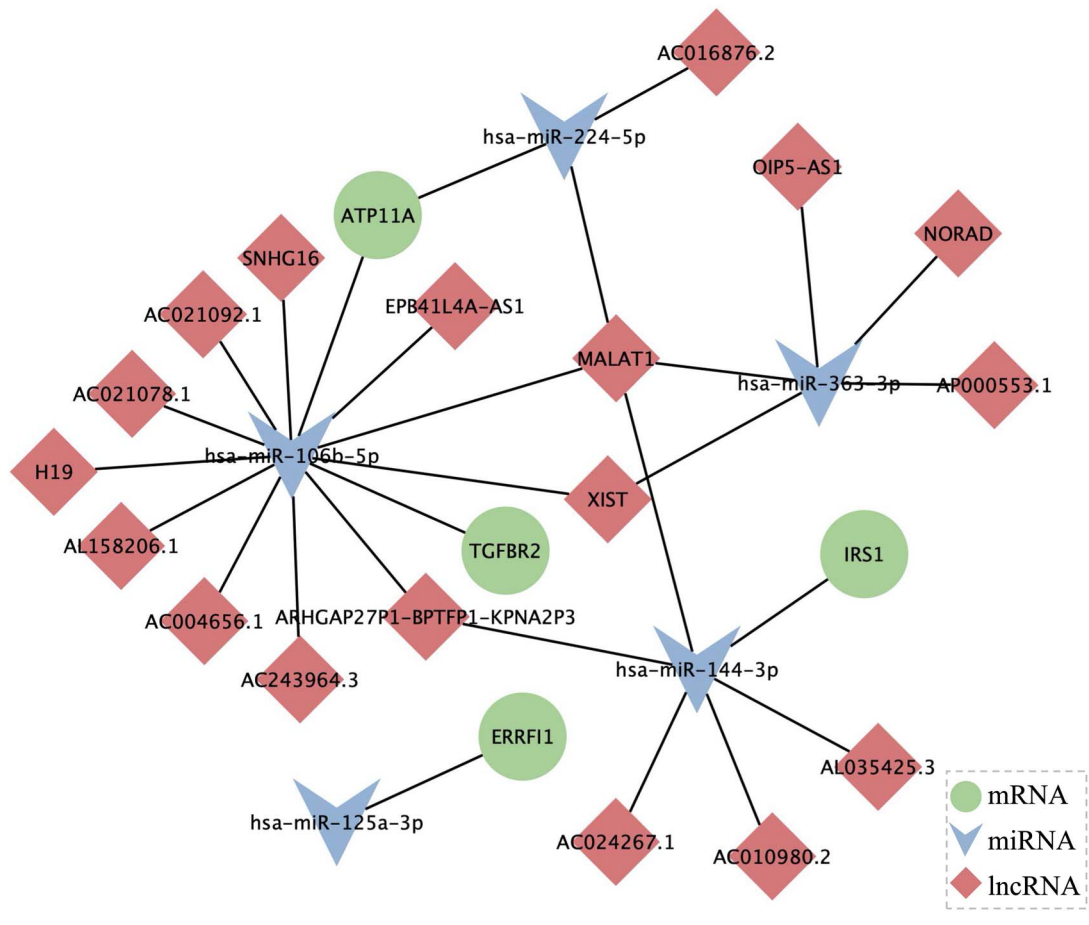 AC016876.2
hsa-miR-224-5p
OIP5-AS1
ATP11A
NORAD
SNHG16
EPB41L4A-AS1
AC021092.1
MALAT1
hsa-miR-363-3p
AP000553.1
AC021078.1
hsa-miR-106b-5p
H19
XIST
AL158206.1
TGFBR2
IRS1
AC004656.1
ARHGAP27P1-BPTFP1-KPNA2P3
hsa-miR-144-3p
AC243964.3
ERRFI1
AL035425.3
hsa-miR-125a-3p
AC024267.1
AC010980.2
mRNA
miRNA
lncRNA